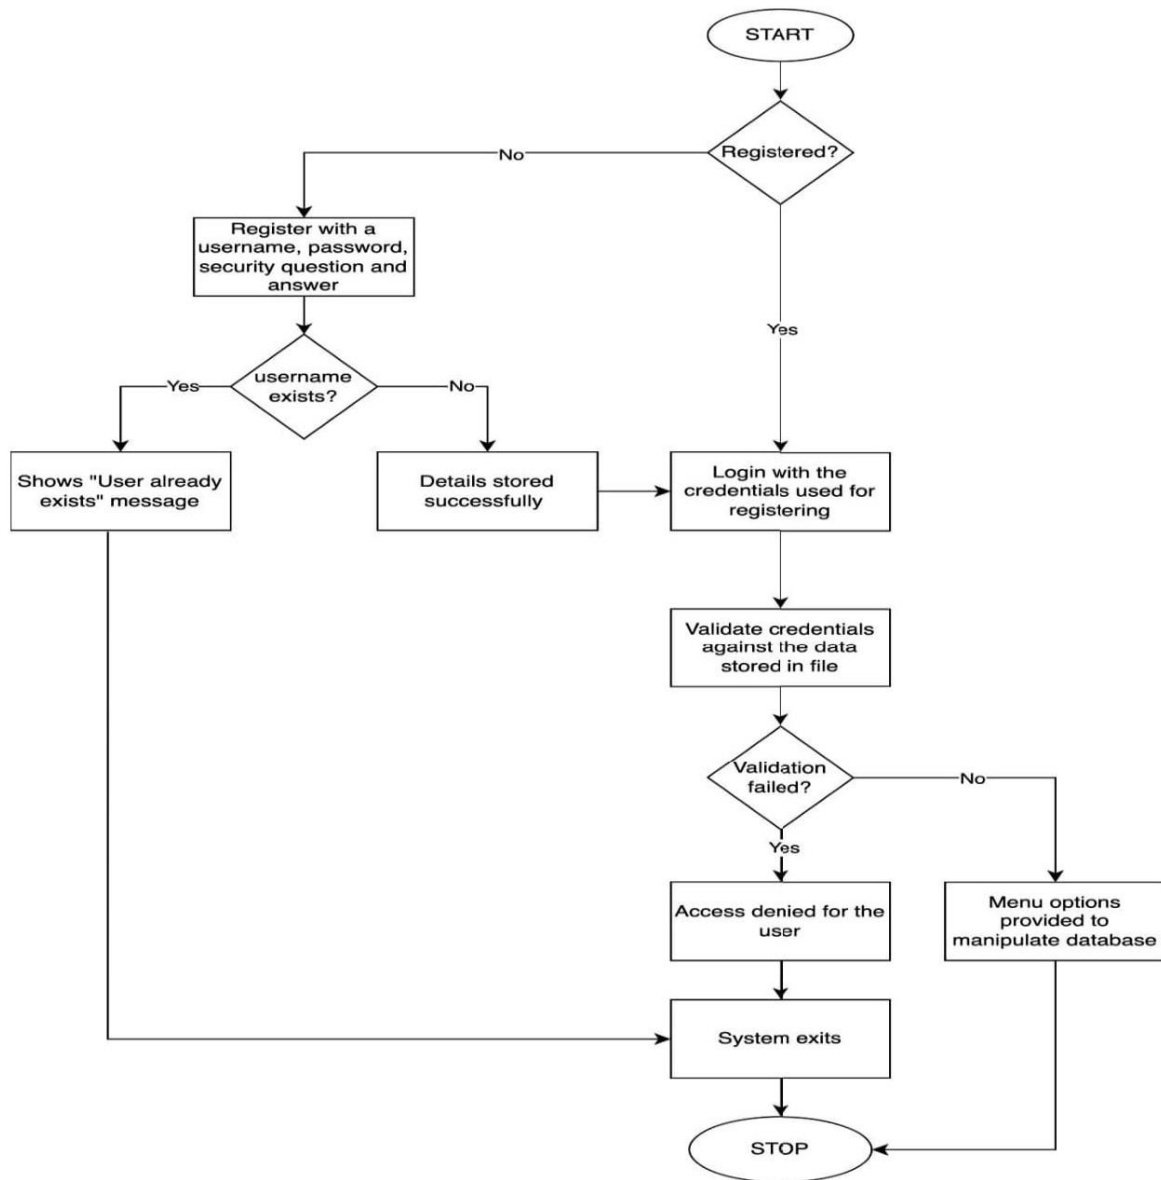 START
Registered?
No
Register with a
username, password,
security question and
answer
Yes
username
exists?
Yes
No
Shows "User already
exists" message
Details stored
successfully
Login with the
credentials used for
registering
Validate credentials
against the data
stored in file
Validation
failed?
No
Yes
Access denied for the
user
Menu options
provided to
manipulate database
System exits
STOP